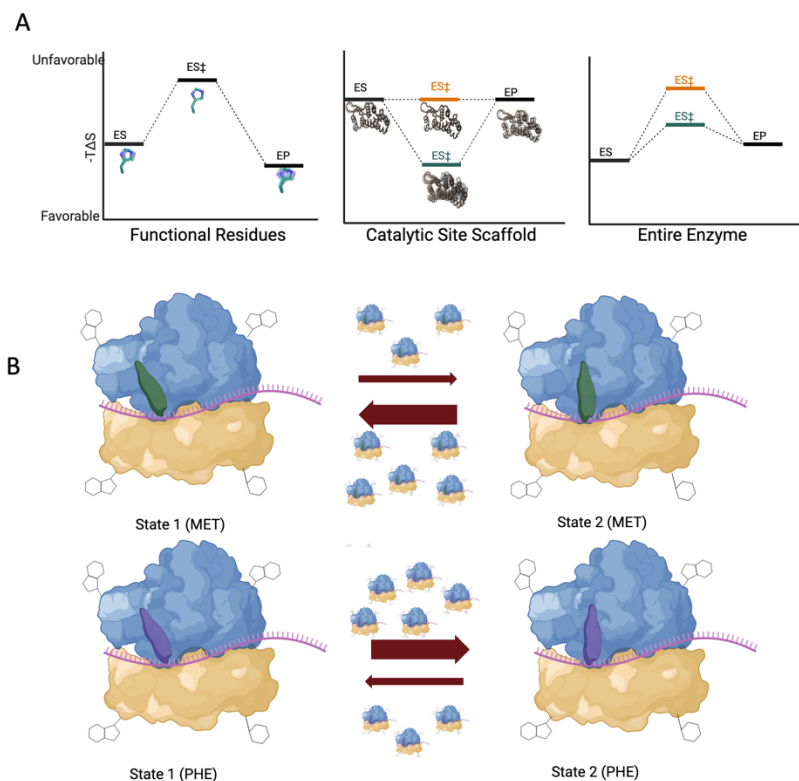 A
Unfavorable
-TΔS
Favorable
ES
ES‡
EP
Functional Residues
ES
ES‡
EP
ES‡
Catalytic Site Scaffold
ES
ES‡
ES‡
EP
Entire Enzyme
B
State 1 (MET)
State 2 (MET)
State 1 (PHE)
State 2 (PHE)